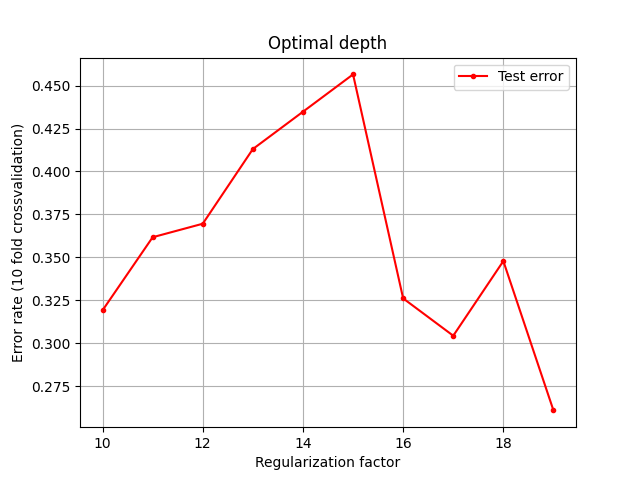 Optimal depth
Test error
Error rate (10 fold crossvalidation)
0.450
0.425
0.400
0.375
0.350
0.325
0.300
0.275
10 12 14 16 18
Regularization factor